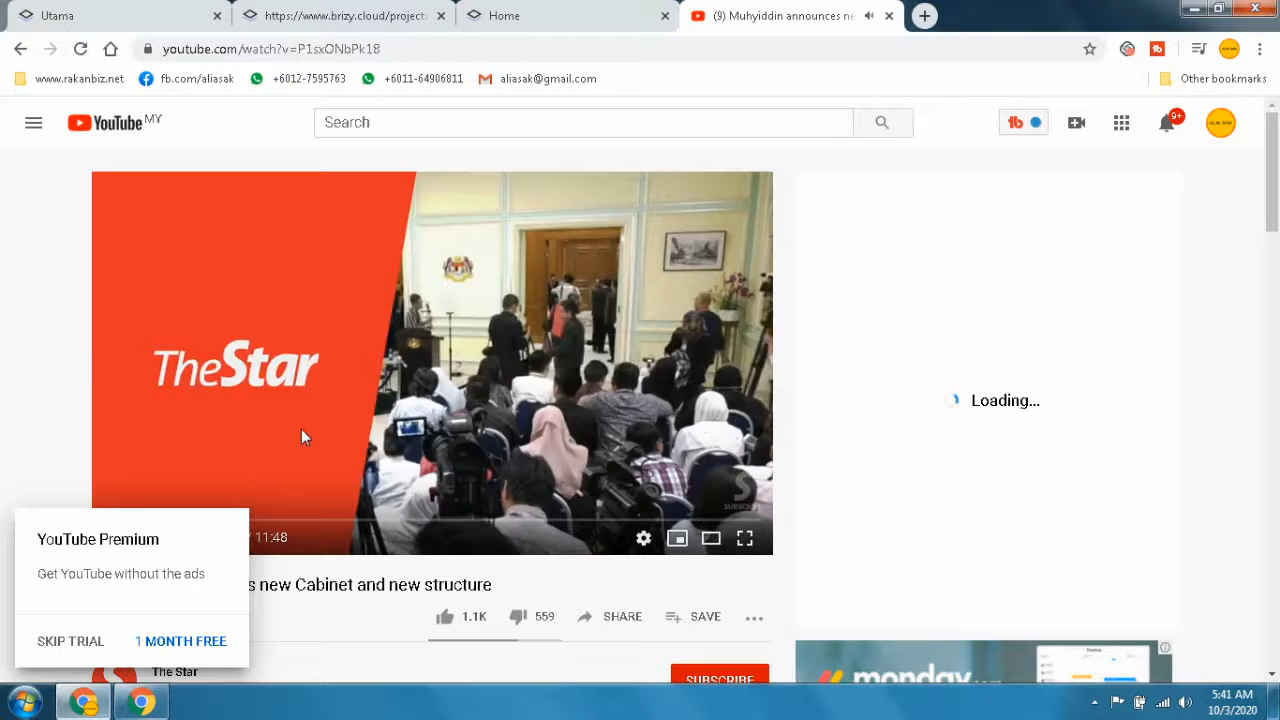 Utama
https://www.brizy.cloud/project
Home
(9) Muhyiddin announces ne
youtube.com/watch?v=P1sxONbPk18
www.rakanbiz.net
fb.com/aliasak
+6012-7595763
+6011-64906811
aliasak@gmail.com
Other bookmarks
YouTube MY
Search
tb
9+
TheStar
SUBSCRIBE
Loading...
/ 11:48
YouTube Premium
Get YouTube without the ads
SKIP TRIAL
1 MONTH FREE
s new Cabinet and new structure
1.1K
559
SHARE
SAVE
The Star
SUBSCRIBE
monday
5:41 AM
10/3/2020